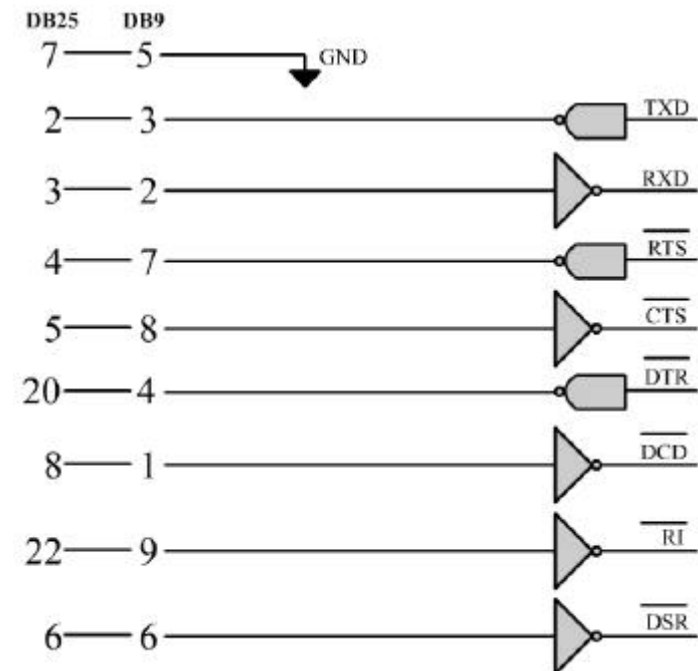 DB25 DB9
7 5 GND
2 3 TXD
3 2 RXD
4 7 RTS
5 8 CTS
20 4 DTR
8 1 DCD
22 9 RI
6 6 DSR